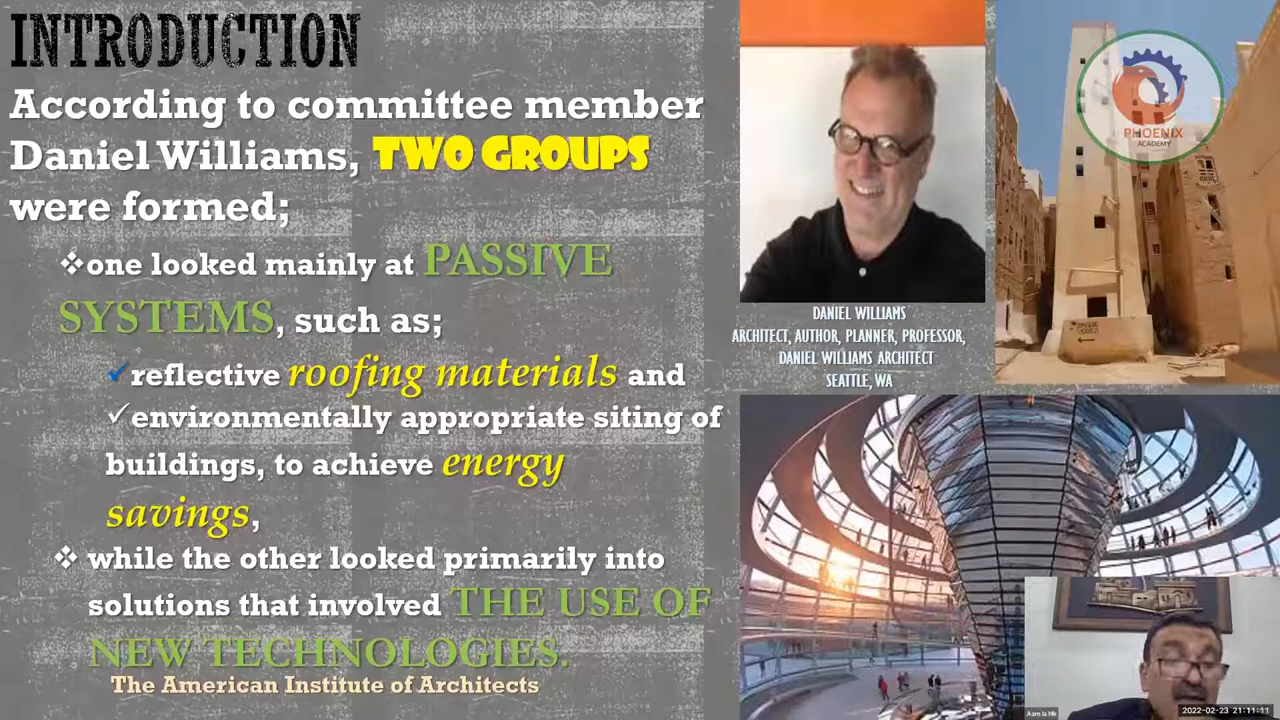 INTRODUCTION
According to committee member
Daniel Williams, TWO GROUPS
were formed;
one looked mainly at PASSIVE
SYSTEMS, such as;
reflective roofing materials and
environmentally appropriate siting of
buildings, to achieve energy
savings,
while the other looked primarily into
solutions that involved THE USE OF
NEW TECHNOLOGIES.
The American Institute of Architects
DANIEL WILLIAMS
ARCHITECT, AUTHOR, PLANNER, PROFESSOR,
DANIEL WILLIAMS ARCHITECT
SEATTLE, WA
PHOENIX
ACADEMY
2022-02-23 21:11:11